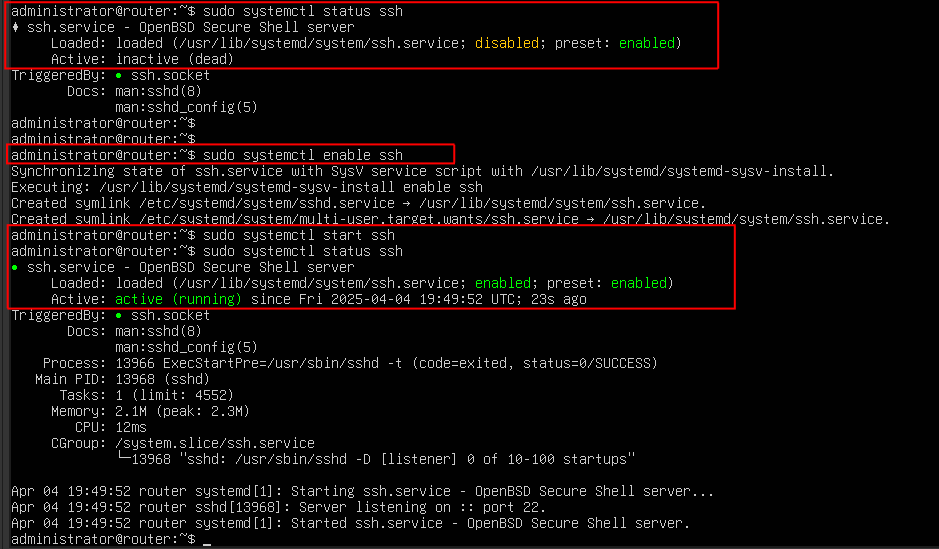 administrator@router:~$ sudo systemctl status ssh
♦ ssh.service - OpenBSD Secure Shell server
Loaded: loaded (/usr/lib/systemd/system/ssh.service; disabled; preset: enabled)
Active: inactive (dead)
TriggeredBy: ● ssh.socket
Docs: man:sshd(8)
man:sshd_config(5)
administrator@router:~$
administrator@router:~$
administrator@router:~$ sudo systemctl enable ssh
Synchronizing state of ssh.service with SysV service script with /usr/lib/systemd/systemd-sysv-install.
Executing: /usr/lib/systemd/systemd-sysv-install enable ssh
Created symlink /etc/systemd/system/sshd.service → /usr/lib/systemd/system/ssh.service.
Created symlink /etc/systemd/system/multi-user.target.wants/ssh.service → /usr/lib/systemd/system/ssh.service.
administrator@router:~$ sudo systemctl start ssh
administrator@router:~$ sudo systemctl status ssh
● ssh.service - OpenBSD Secure Shell server
Loaded: loaded (/usr/lib/systemd/system/ssh.service; enabled; preset: enabled)
Active: active (running) since Fri 2025-04-04 19:49:52 UTC; 23s ago
TriggeredBy: ● ssh.socket
Docs: man:sshd(8)
man:sshd_config(5)
Process: 13966 ExecStartPre=/usr/sbin/sshd -t (code=exited, status=0/SUCCESS)
Main PID: 13968 (sshd)
Tasks: 1 (limit: 4552)
Memory: 2.1M (peak: 2.3M)
CPU: 12ms
CGroup: /system.slice/ssh.service
└─13968 "sshd: /usr/sbin/sshd -D [listener] 0 of 10-100 startups"
Apr 04 19:49:52 router systemd[1]: Starting ssh.service - OpenBSD Secure Shell server...
Apr 04 19:49:52 router sshd[13968]: Server listening on :: port 22.
Apr 04 19:49:52 router systemd[1]: Started ssh.service - OpenBSD Secure Shell server.
administrator@router:~$ _